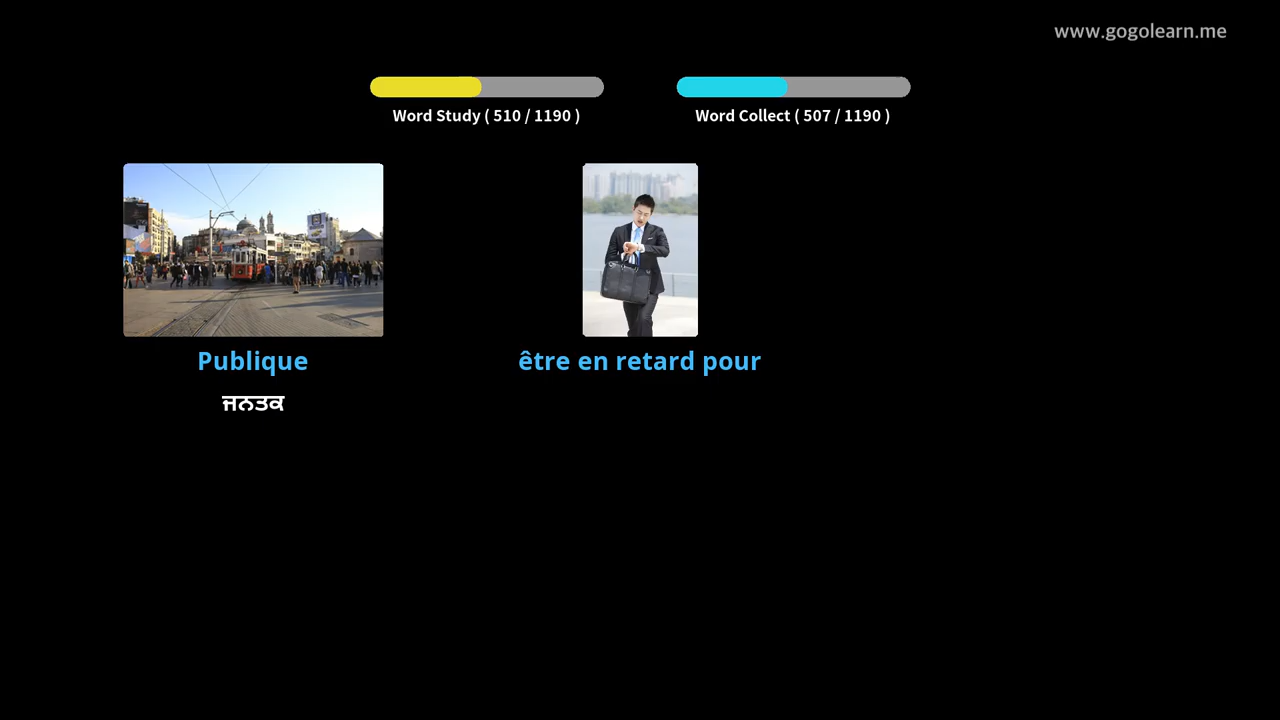 www.gogolearn.me
Word Study ( 510 / 1190 )
Word Collect ( 507 / 1190 )
Publique
être en retard pour
ਜਨਤਕ